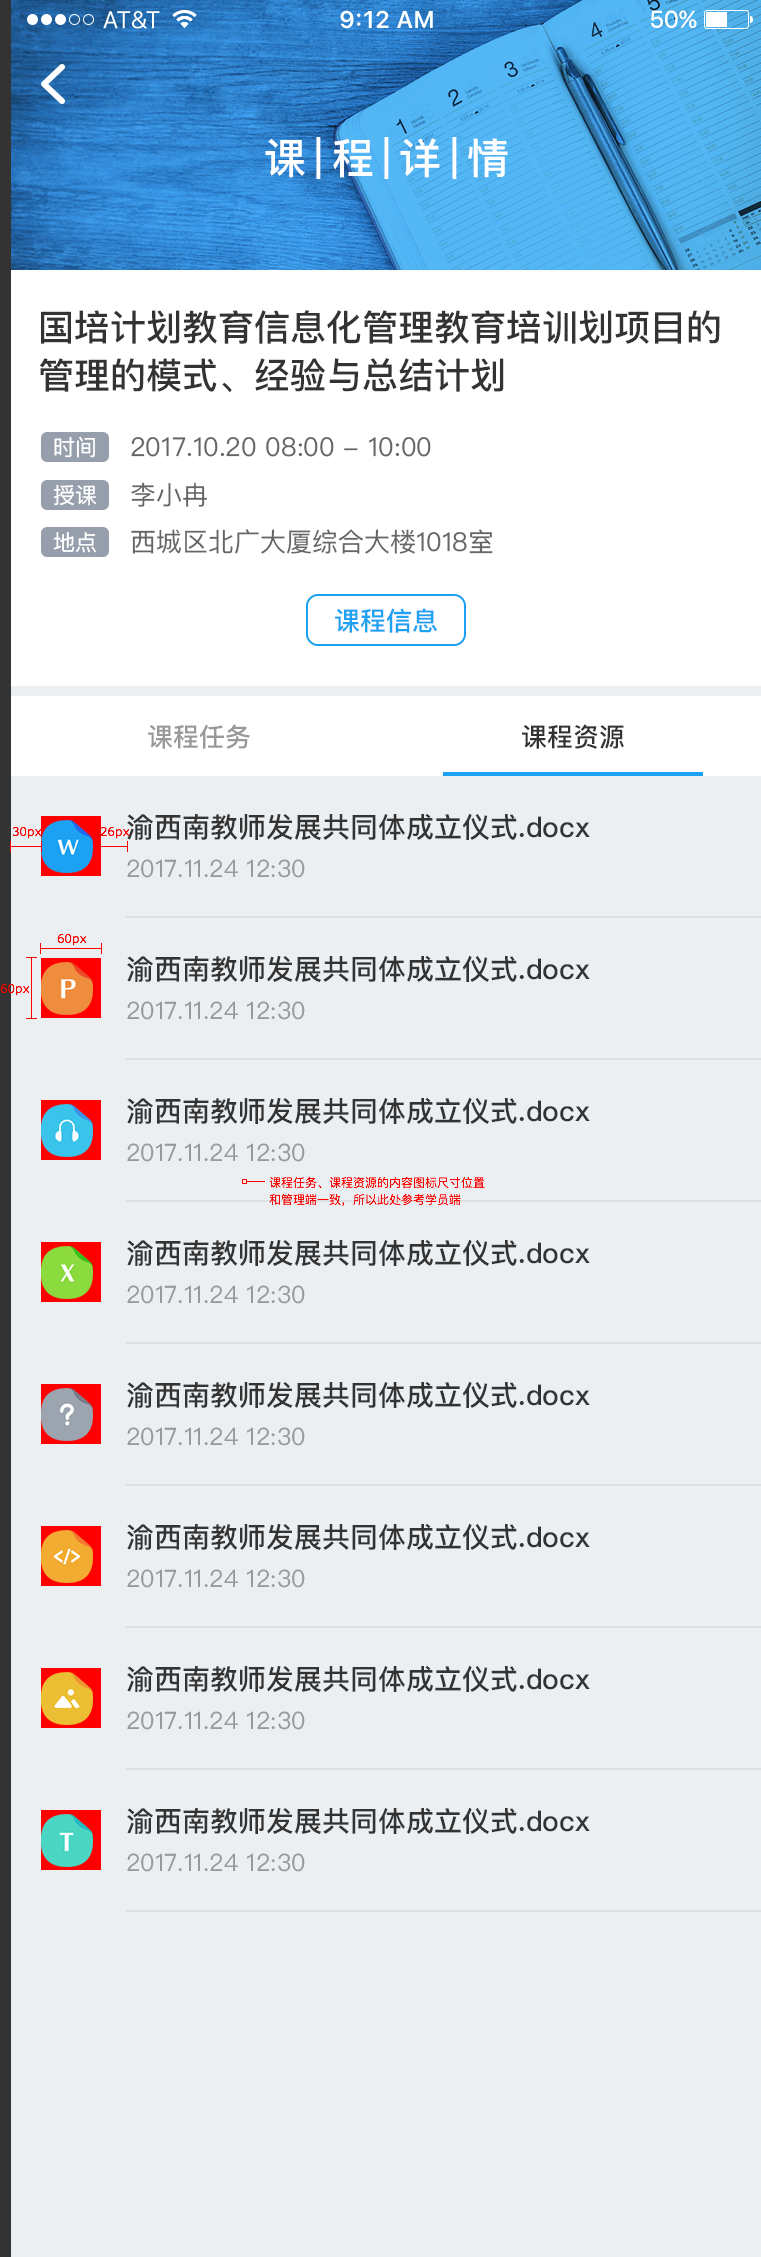 AT&T 9:12 AM 50%
1 2 3 4 5
课|程|详|情
国培计划教育信息化管理教育培训划项目的
管理的模式、经验与总结计划
时间 2017.10.20 08:00 – 10:00
授课 李小冉
地点 西城区北广大厦综合大楼1018室
课程信息
课程任务 课程资源
30px W 26px 渝西南教师发展共同体成立仪式.docx
2017.11.24 12:30
60px
60px P 渝西南教师发展共同体成立仪式.docx
2017.11.24 12:30
渝西南教师发展共同体成立仪式.docx
2017.11.24 12:30
课程任务、课程资源的内容图标尺寸位置
和管理端一致，所以此处参考学员端
X 渝西南教师发展共同体成立仪式.docx
2017.11.24 12:30
? 渝西南教师发展共同体成立仪式.docx
2017.11.24 12:30
</> 渝西南教师发展共同体成立仪式.docx
2017.11.24 12:30
渝西南教师发展共同体成立仪式.docx
2017.11.24 12:30
T 渝西南教师发展共同体成立仪式.docx
2017.11.24 12:30